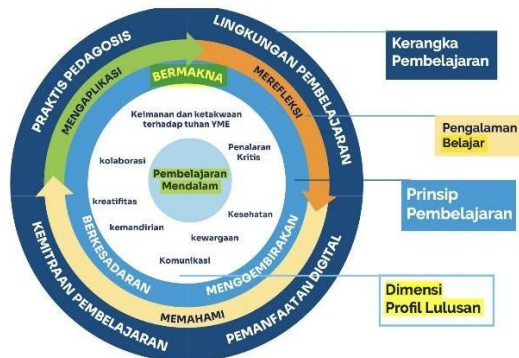 PRAKTIS PEDAGOGIS
LINGKUNGAN PEMBELAJARAN
KEMITRAAN PEMBELAJARAN
PEMANFAATAN DIGITAL
MENGAPLIKASI
MEREFLEKSI
MEMAHAMI
BERMAKNA
BERKESADARAN
MENGGEMBIRAKAN
Keimanan dan ketakwaan
terhadap tuhan YME
kolaborasi
Penalaran
Kritis
Pembelajaran
Mendalam
kreatifitas
Kesehatan
kemandirian
kewargaan
Komunikasi
Kerangka
Pembelajaran
Pengalaman
Belajar
Prinsip
Pembelajaran
Dimensi
Profil Lulusan